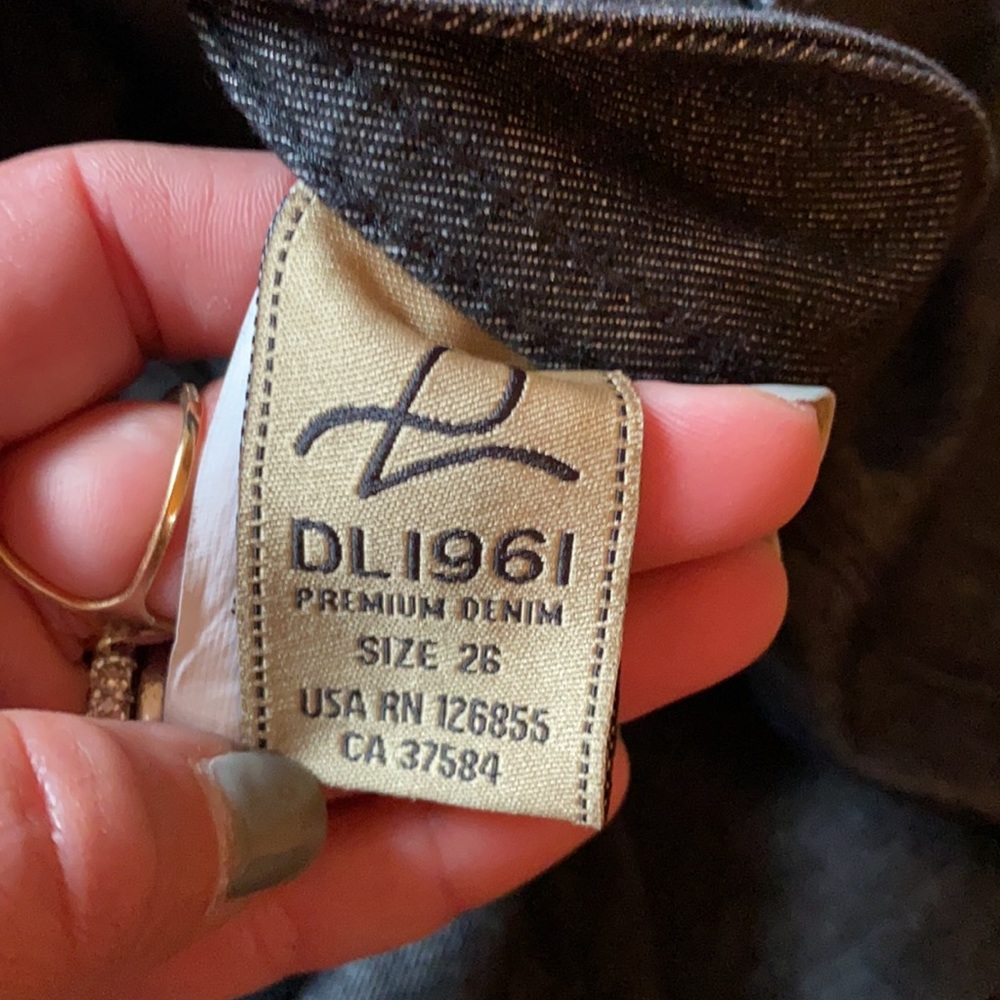 DL1961
PREMIUM DENIM
SIZE 26
USA RN 126855
CA 37584